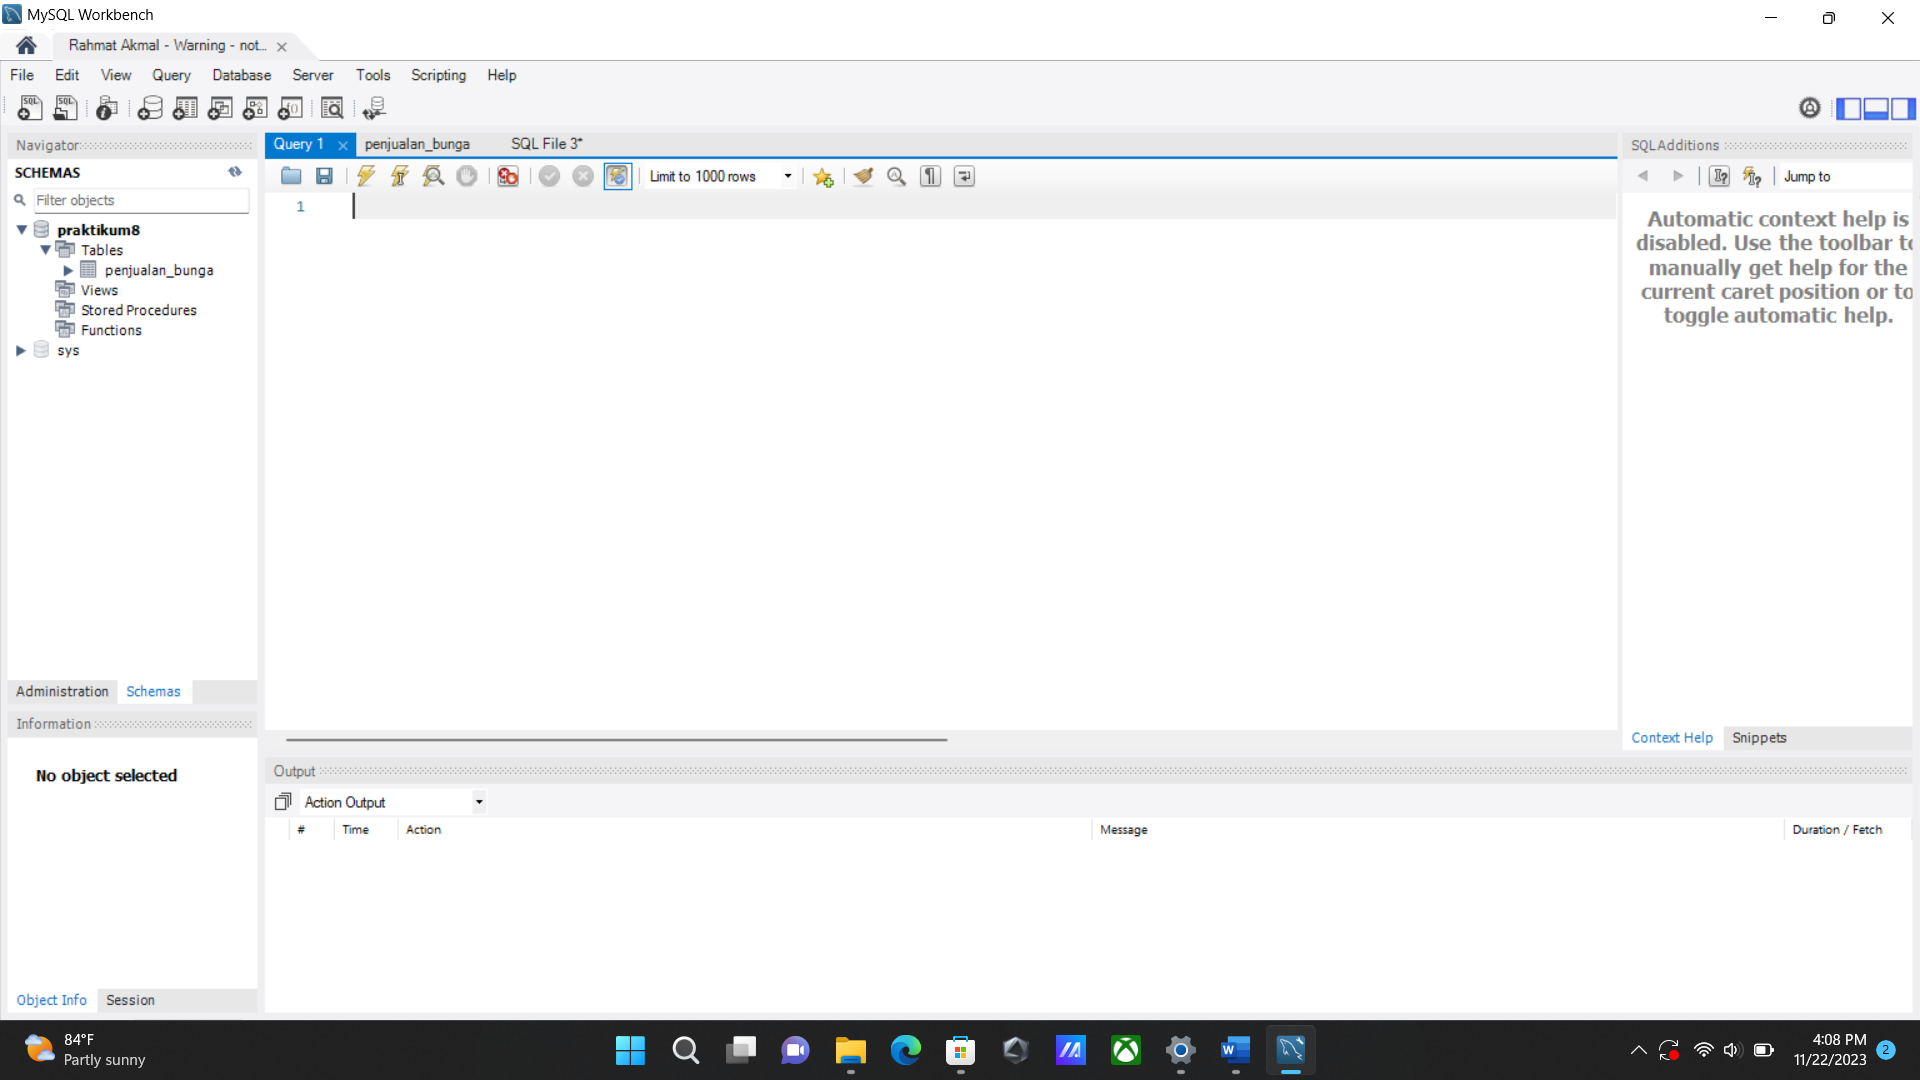 MySQL Workbench
Rahmat Akmal - Warning - not...
File Edit View Query Database Server Tools Scripting Help
Navigator
SCHEMAS
Filter objects
praktikum8
Tables
penjualan_bunga
Views
Stored Procedures
Functions
sys
Administration Schemas
Information
No object selected
Object Info Session
Query 1 penjualan_bunga SQL File 3*
Limit to 1000 rows
1
Output
Action Output
# Time Action Message Duration / Fetch
SQLAdditions
Jump to
Automatic context help is
disabled. Use the toolbar to
manually get help for the
current caret position or to
toggle automatic help.
Context Help Snippets
84°F
Partly sunny
4:08 PM
11/22/2023
2